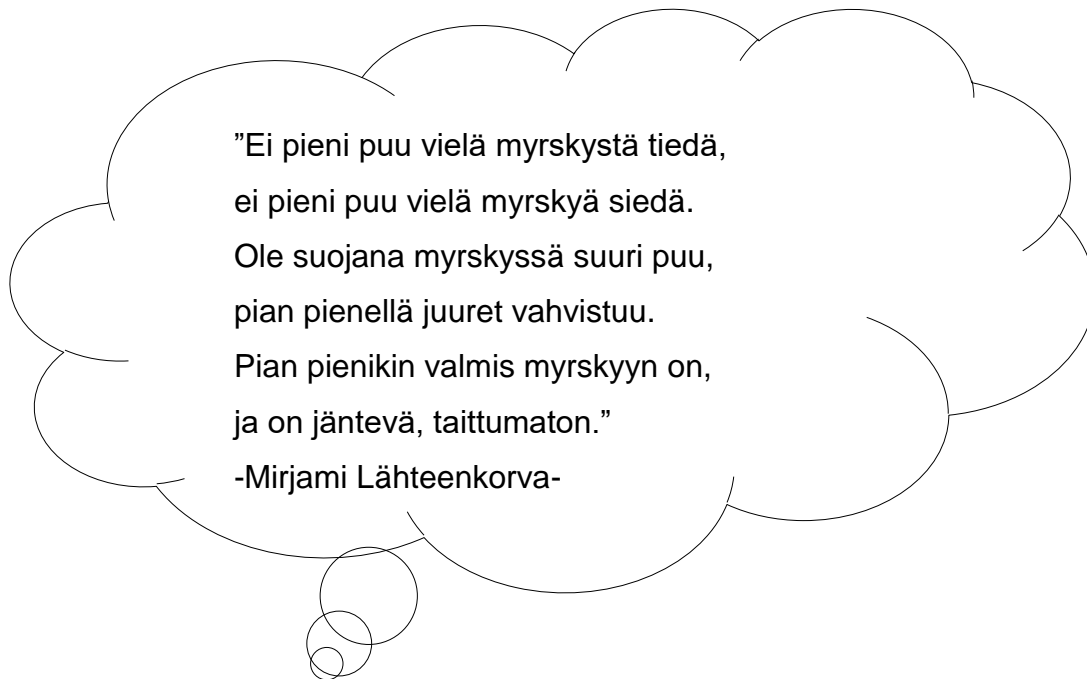 ”Ei pieni puu vielä myrskystä tiedä,
ei pieni puu vielä myrskyä siedä.
Ole suojana myrskyssä suuri puu,
pian pienellä juuret vahvistuu.
Pian pienikin valmis myrskyyn on,
ja on jäntevä, taittumaton.”
-Mirjami Lähteenkorva-